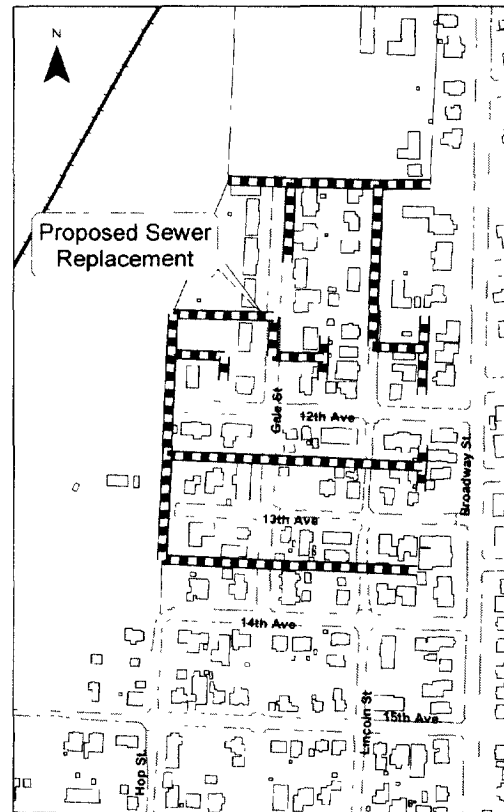 N
Proposed Sewer
Replacement
Gale St
12th Ave
Broadway St.
13th Ave
14th Ave
Lincoln St
15th Ave
Hop St.